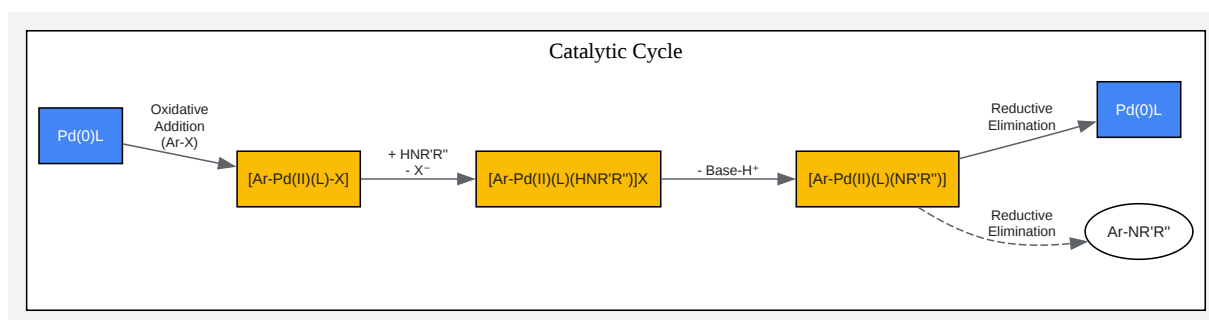 Catalytic Cycle
Pd(0)L
Oxidative
Addition
(Ar-X)
[Ar-Pd(II)(L)-X]
+ HNR'R"
- X⁻
[Ar-Pd(II)(L)(HNR'R")]X
- Base-H⁺
[Ar-Pd(II)(L)(NR'R")]
Reductive
Elimination
Pd(0)L
Reductive
Elimination
Ar-NR'R"